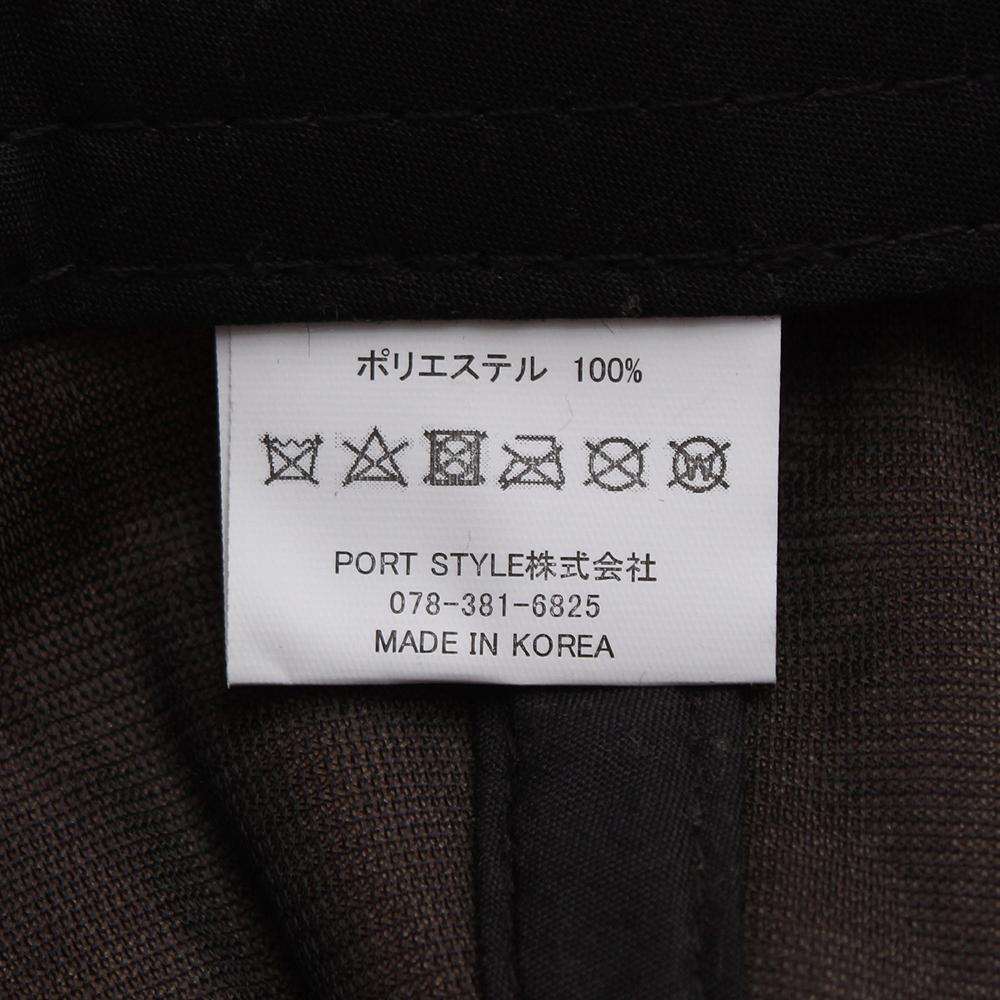 ポリエステル 100%
W
PORT STYLE株式会社
078-381-6825
MADE IN KOREA